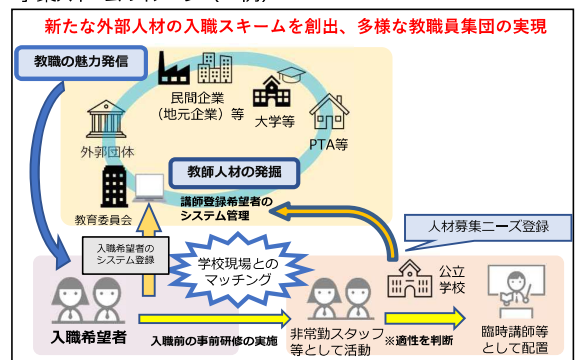 新たな外部人材の入職スキームを創出、多様な教職員集団の実現
教職の魅力発信
民間企業
(地元企業)等
大学等
PTA等
外郭団体
教師人材の発掘
教育委員会
講師登録希望者の
システム管理
人材募集ニーズ登録
入職希望者の
システム登録
学校現場との
マッチング
公立
学校
入職希望者
入職前の事前研修の実施
非常勤スタッフ
等として活動
※適性を判断
臨時講師等
として配置